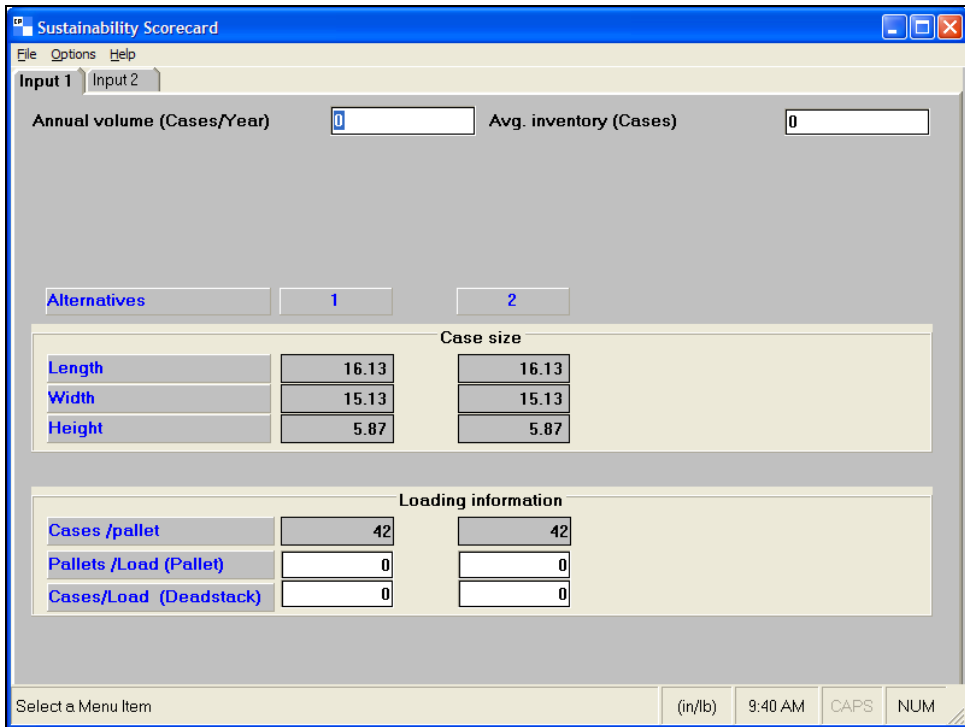 CP Sustainability Scorecard
File Options Help
Input 1 Input 2
Annual volume (Cases/Year) 0 Avg. inventory (Cases) 0
Alternatives 1 2
Case size
Length 16.13 16.13
Width 15.13 15.13
Height 5.87 5.87
Loading information
Cases /pallet 42 42
Pallets /Load (Pallet) 0 0
Cases/Load (Deadstack) 0 0
Select a Menu Item (in/lb) 9:40 AM CAPS NUM